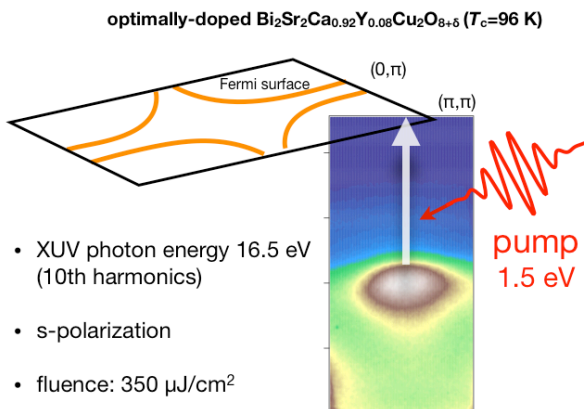 optimally-doped Bi₂Sr₂Ca₀.₉₂Y₀.₀₈Cu₂O₈₊δ (Tc=96 K)
(0,π)
Fermi surface
(π,π)
• XUV photon energy 16.5 eV
(10th harmonics)
pump
1.5 eV
• s-polarization
• fluence: 350 μJ/cm²